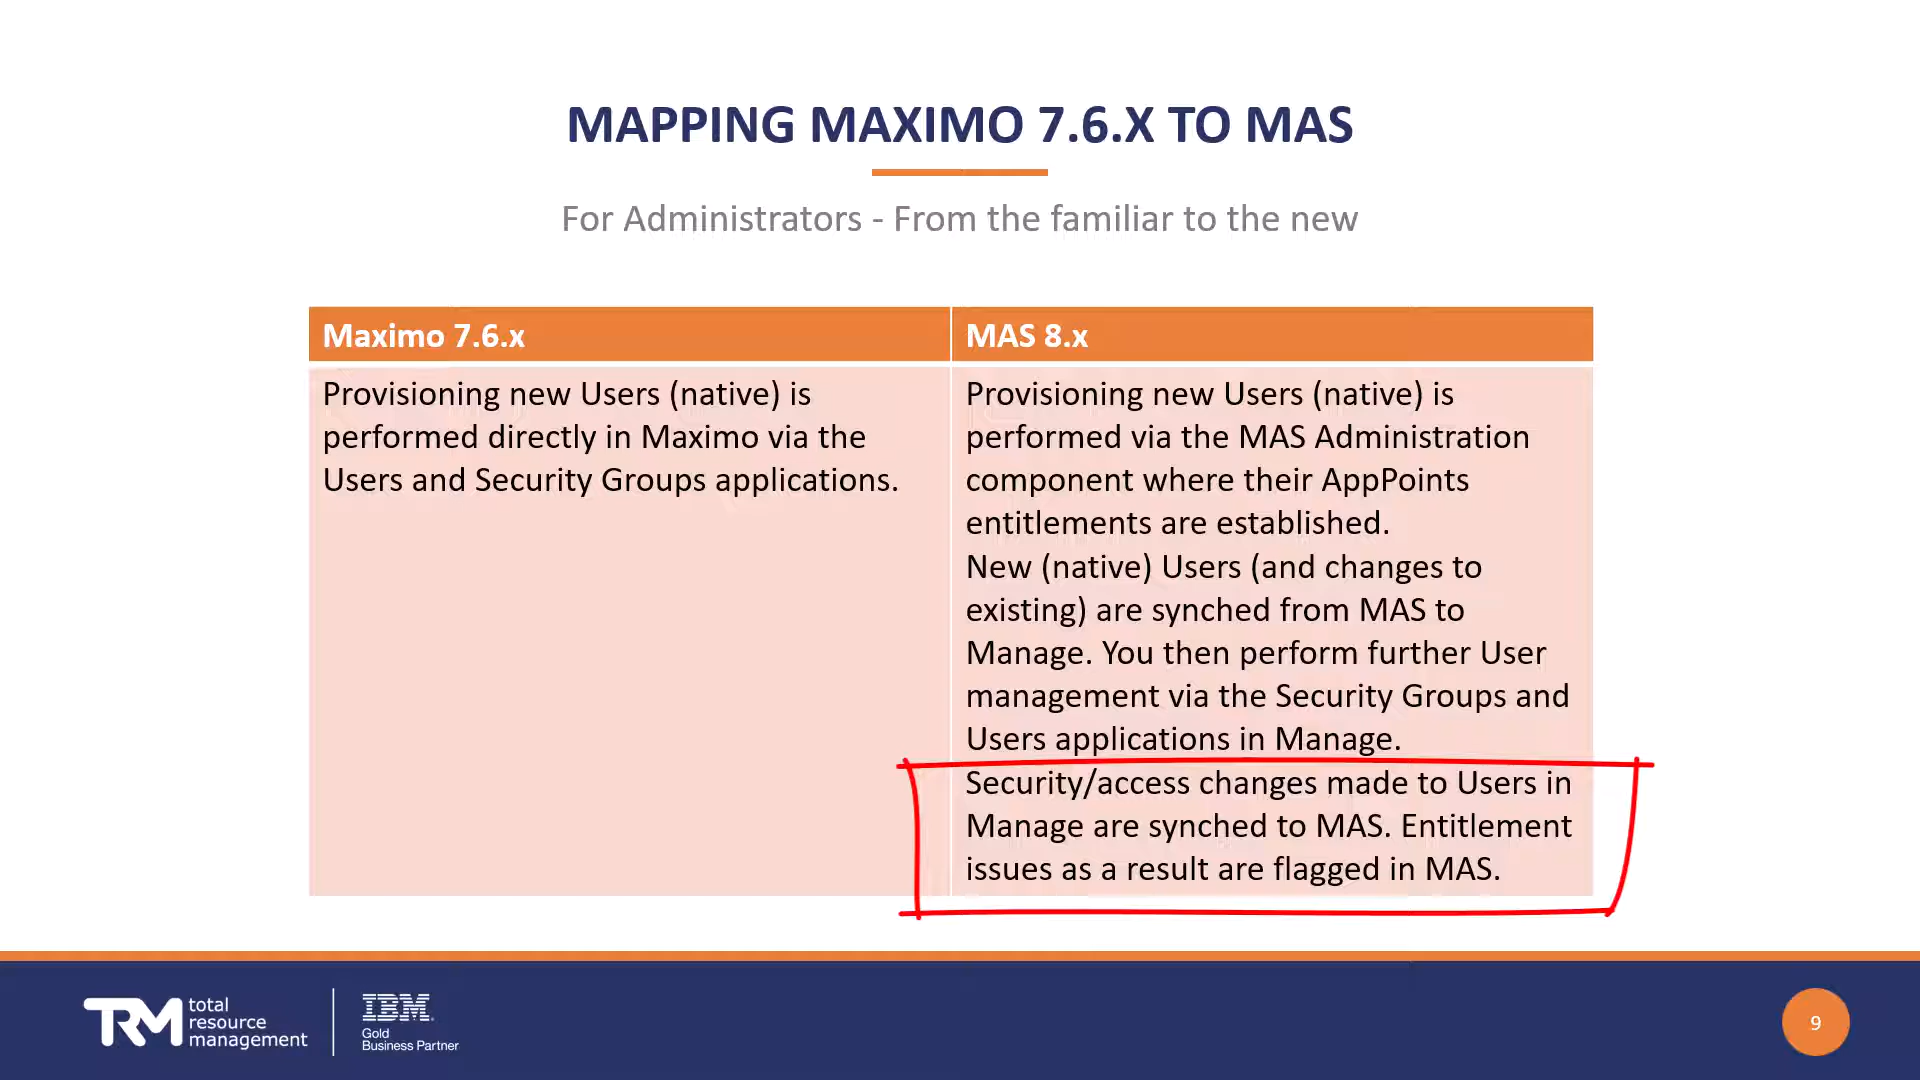 MAPPING MAXIMO 7.6.X TO MAS
For Administrators - From the familiar to the new
Maximo 7.6.x
Provisioning new Users (native) is
performed directly in Maximo via the
Users and Security Groups applications.
MAS 8.x
Provisioning new Users (native) is
performed via the MAS Administration
component where their AppPoints
entitlements are established.
New (native) Users (and changes to
existing) are synched from MAS to
Manage. You then perform further User
management via the Security Groups and
Users applications in Manage.
Security/access changes made to Users in
Manage are synched to MAS. Entitlement
issues as a result are flagged in MAS.
TRM total
resource
management
IBM
Gold
Business Partner
9